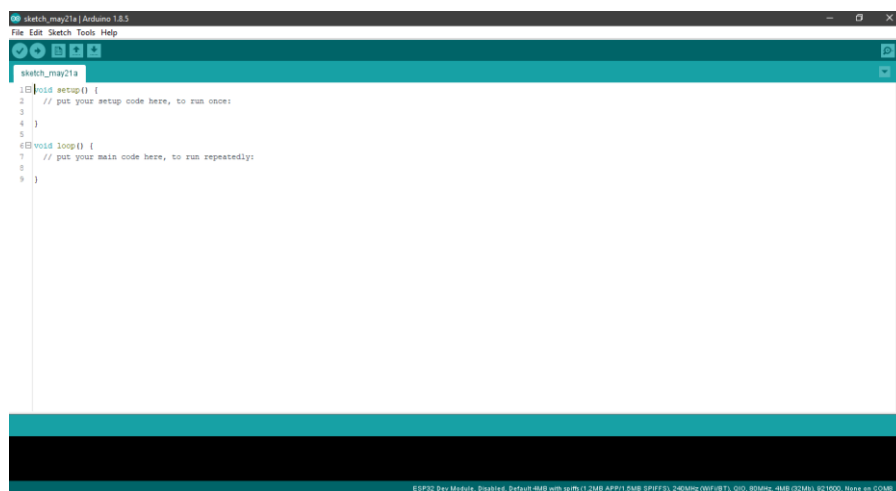 sketch_may21a | Arduino 1.8.5
File Edit Sketch Tools Help
sketch_may21a
1 void setup() {
2 // put your setup code here, to run once:
3
4 }
5
6 void loop() {
7 // put your main code here, to run repeatedly:
8
9 }
ESP32 Dev Module, Disabled, Default 4MB with spiffs (1.2MB APP/1.5MB SPIFFS), 240MHz (WiFi/BT), QIO, 80MHz, 4MB (32Mb), 921600, None on COM8